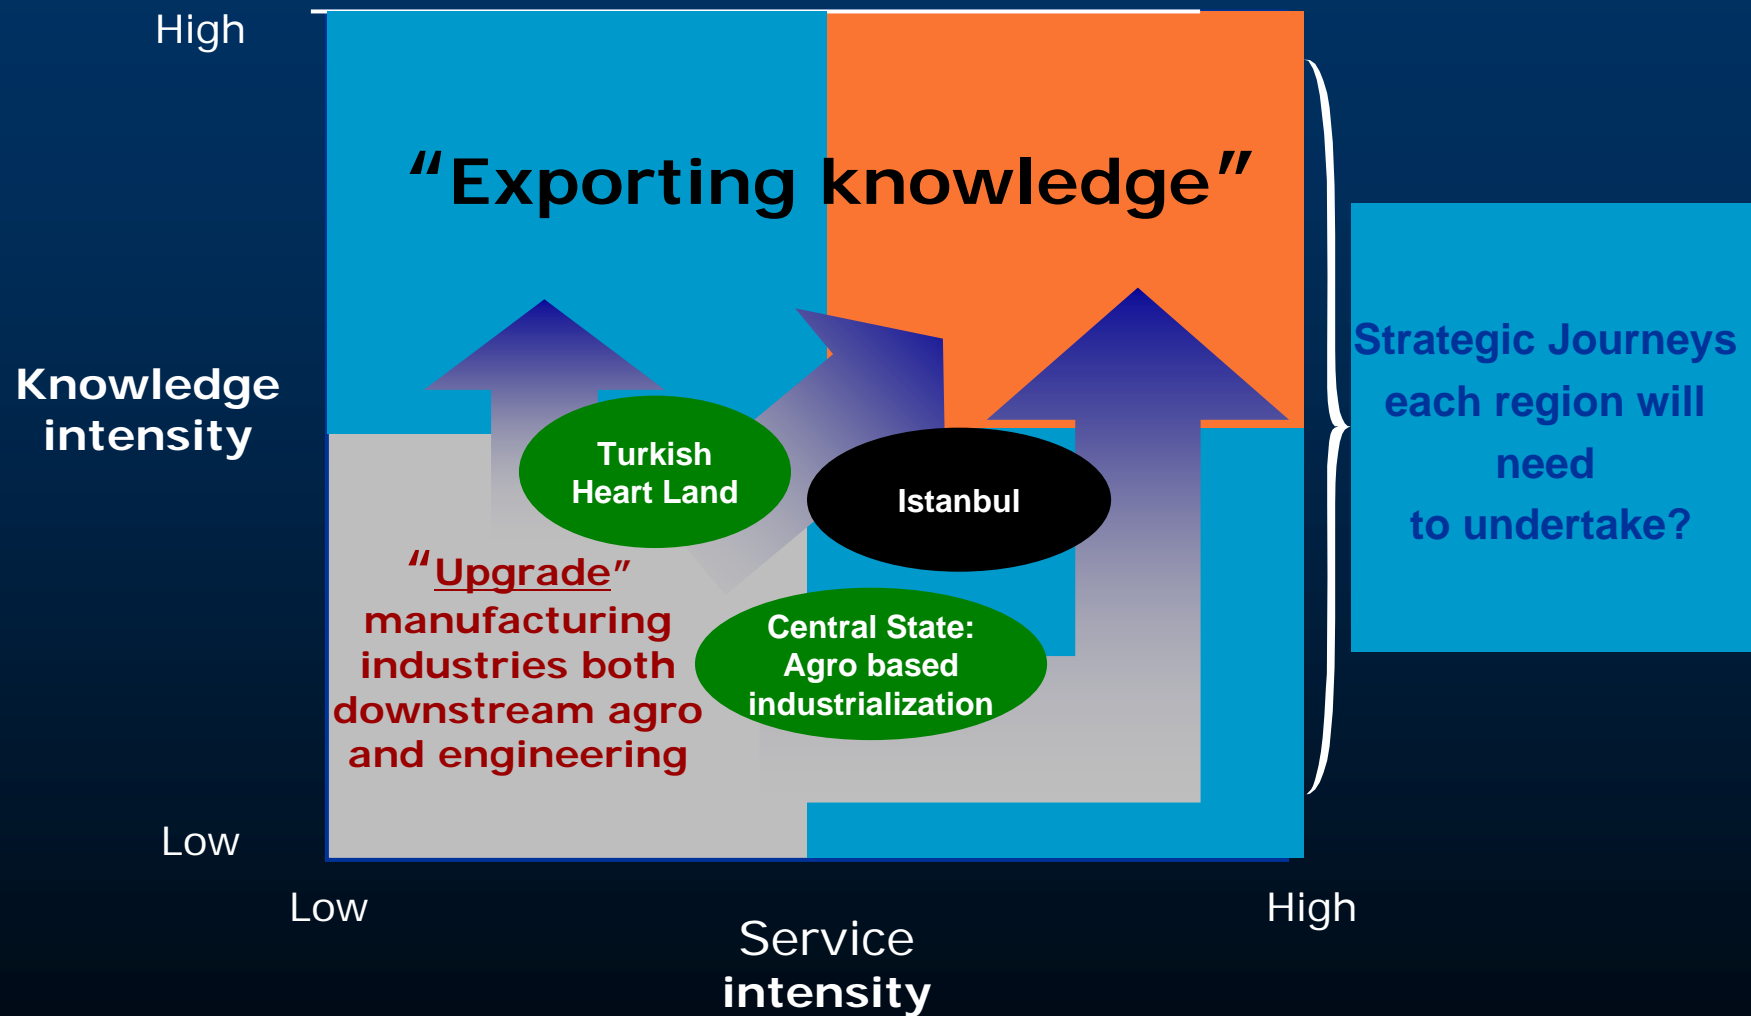 High
“Exporting knowledge”
Strategic Journeys
each region will
need
to undertake?
Knowledge
intensity
Turkish
Heart Land
Istanbul
“Upgrade”
manufacturing
industries both
downstream agro
and engineering
Central State:
Agro based
industrialization
Low
Low
High
Service
intensity